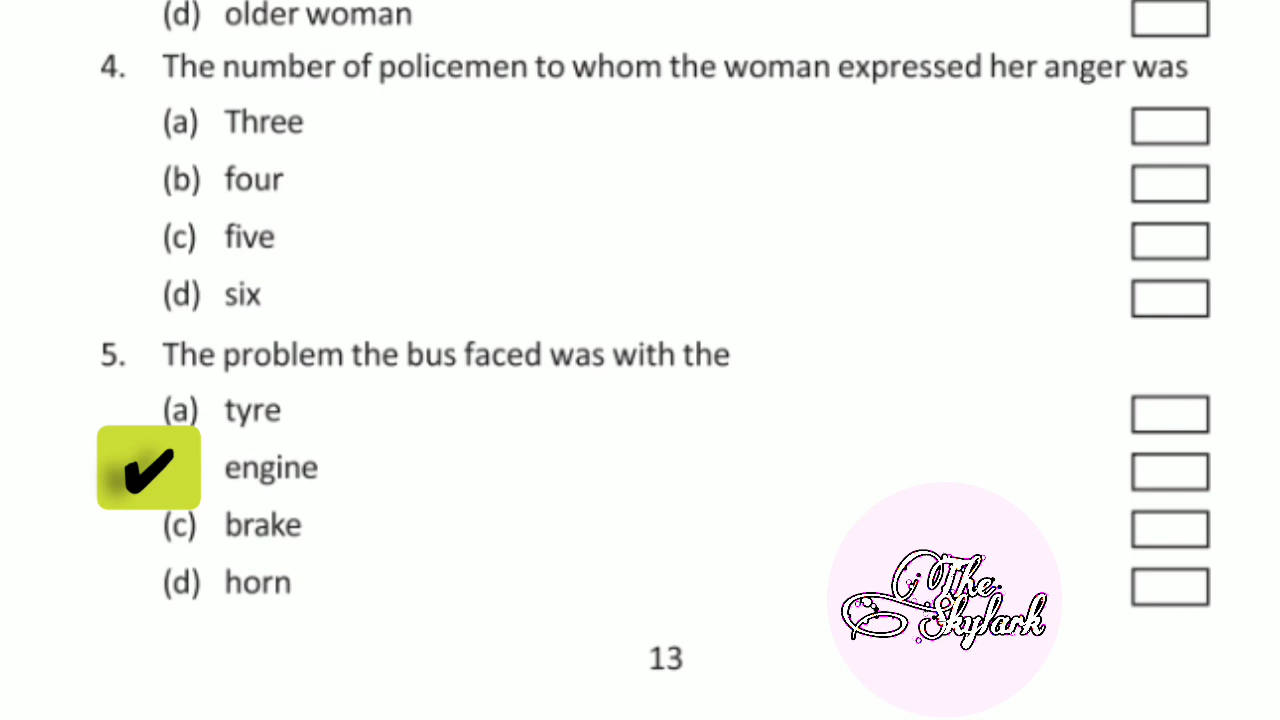 (d) older woman
4. The number of policemen to whom the woman expressed her anger was
(a) Three
(b) four
(c) five
(d) six
5. The problem the bus faced was with the
(a) tyre
✔ engine
(c) brake
(d) horn
The
Skylark
13